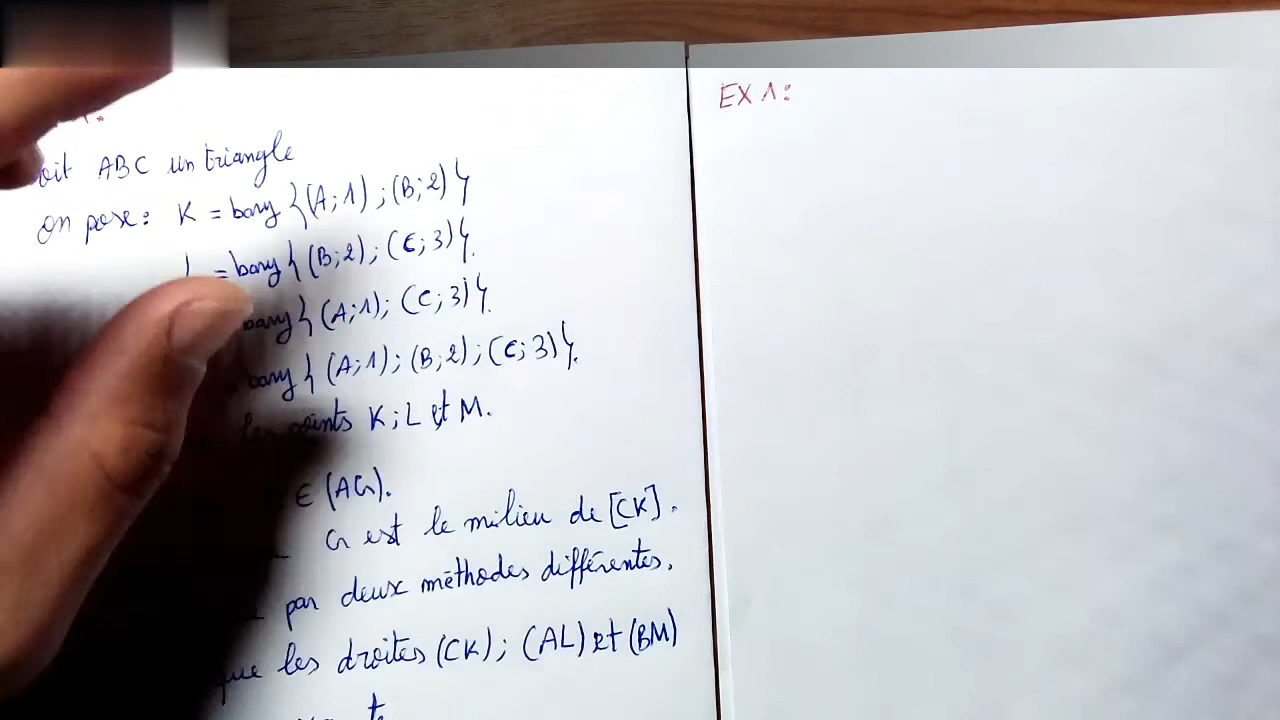 ABC un triangle
on pose: K = bary {(A;1);(B;2)}
= bary {(B;2);(C;3)}.
bary {(A;1);(C;3)}.
bary {(A;1);(B;2);(C;3)}.
points K; L et M.
∈ (AG).
G est le milieu de [CK].
par deux méthodes différentes.
que les droites (CK); (AL) et (BM)
EX 1: